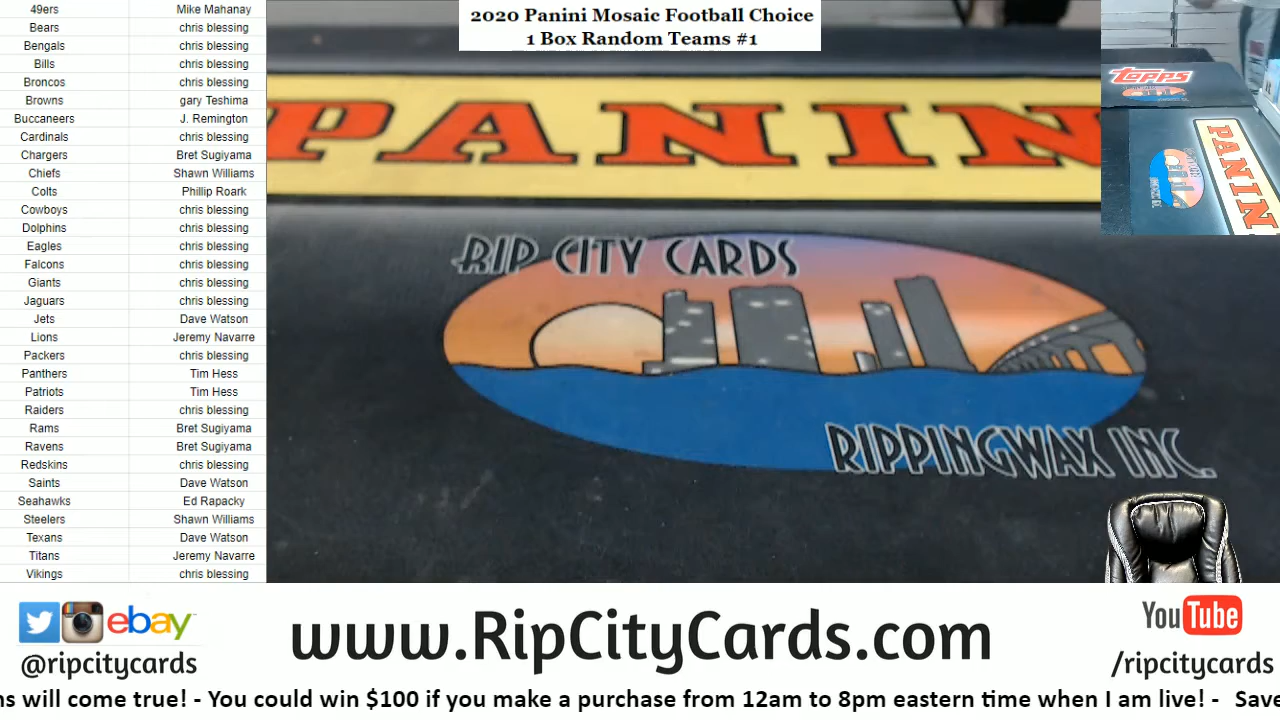 49ers Mike Mahanay
Bears chris blessing
Bengals chris blessing
Bills chris blessing
Broncos chris blessing
Browns gary Teshima
Buccaneers J. Remington
Cardinals chris blessing
Chargers Bret Sugiyama
Chiefs Shawn Williams
Colts Phillip Roark
Cowboys chris blessing
Dolphins chris blessing
Eagles chris blessing
Falcons chris blessing
Giants chris blessing
Jaguars chris blessing
Jets Dave Watson
Lions Jeremy Navarre
Packers chris blessing
Panthers Tim Hess
Patriots Tim Hess
Raiders chris blessing
Rams Bret Sugiyama
Ravens Bret Sugiyama
Redskins chris blessing
Saints Dave Watson
Seahawks Ed Rapacky
Steelers Shawn Williams
Texans Dave Watson
Titans Jeremy Navarre
Vikings chris blessing
2020 Panini Mosaic Football Choice
1 Box Random Teams #1
PANIN
RIP CITY CARDS
RIPPINGWAX INC.
Topps
PANIN
ebay
@ripcitycards
www.RipCityCards.com
YouTube
/ripcitycards
ns will come true! - You could win $100 if you make a purchase from 12am to 8pm eastern time when I am live! - Save